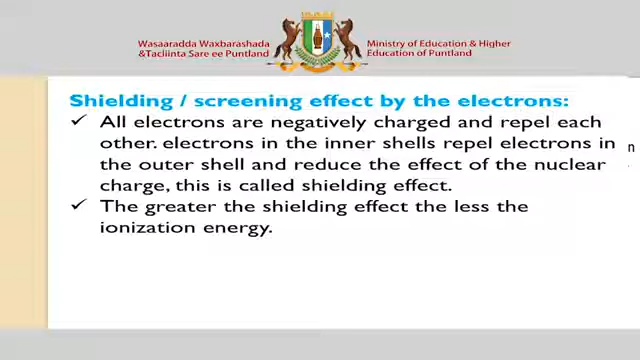 Wasaaradda Waxbarashada
&Tacliinta Sare ee Puntland
Ministry of Education & Higher
Education of Puntland
Shielding / screening effect by the electrons:
✓ All electrons are negatively charged and repel each
other. electrons in the inner shells repel electrons in
the outer shell and reduce the effect of the nuclear
charge, this is called shielding effect.
✓ The greater the shielding effect the less the
ionization energy.
n